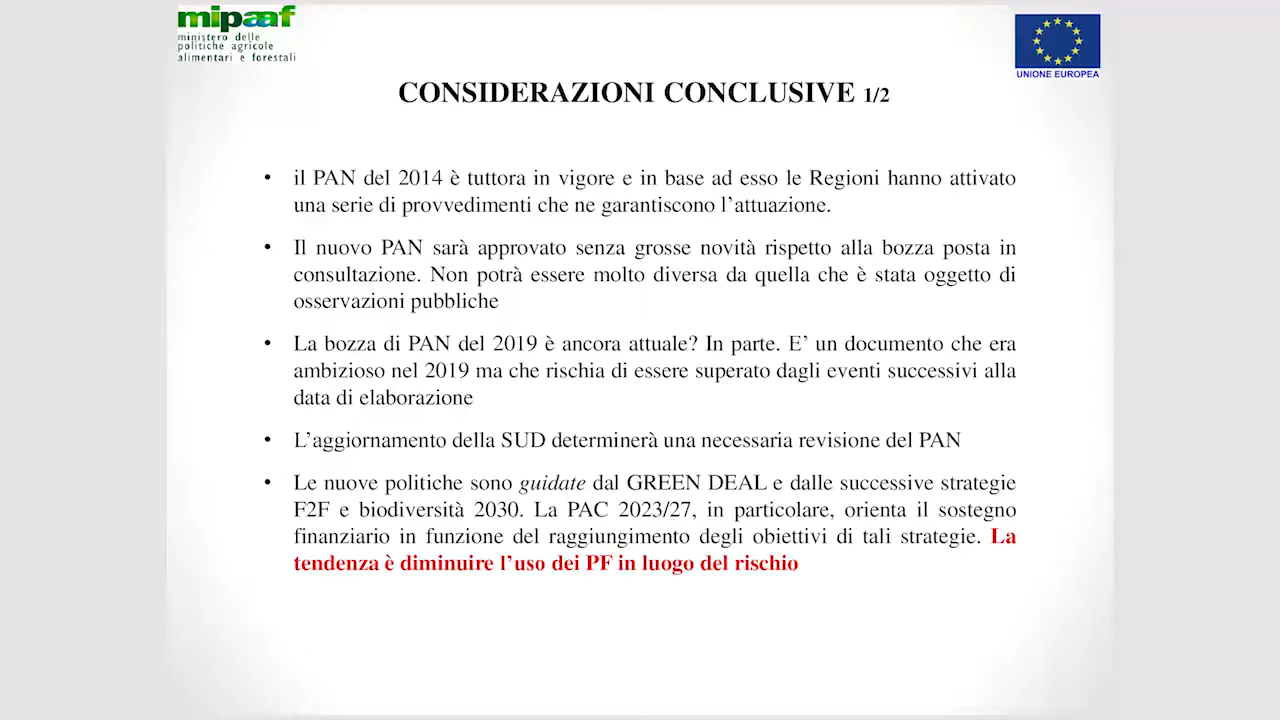 mipaaf
ministero delle
politiche agricole
alimentari e forestali
UNIONE EUROPEA
CONSIDERAZIONI CONCLUSIVE 1/2
• il PAN del 2014 è tuttora in vigore e in base ad esso le Regioni hanno attivato
una serie di provvedimenti che ne garantiscono l’attuazione.
• Il nuovo PAN sarà approvato senza grosse novità rispetto alla bozza posta in
consultazione. Non potrà essere molto diversa da quella che è stata oggetto di
osservazioni pubbliche
• La bozza di PAN del 2019 è ancora attuale? In parte. E’ un documento che era
ambizioso nel 2019 ma che rischia di essere superato dagli eventi successivi alla
data di elaborazione
• L’aggiornamento della SUD determinerà una necessaria revisione del PAN
• Le nuove politiche sono guidate dal GREEN DEAL e dalle successive strategie
F2F e biodiversità 2030. La PAC 2023/27, in particolare, orienta il sostegno
finanziario in funzione del raggiungimento degli obiettivi di tali strategie. La
tendenza è diminuire l’uso dei PF in luogo del rischio